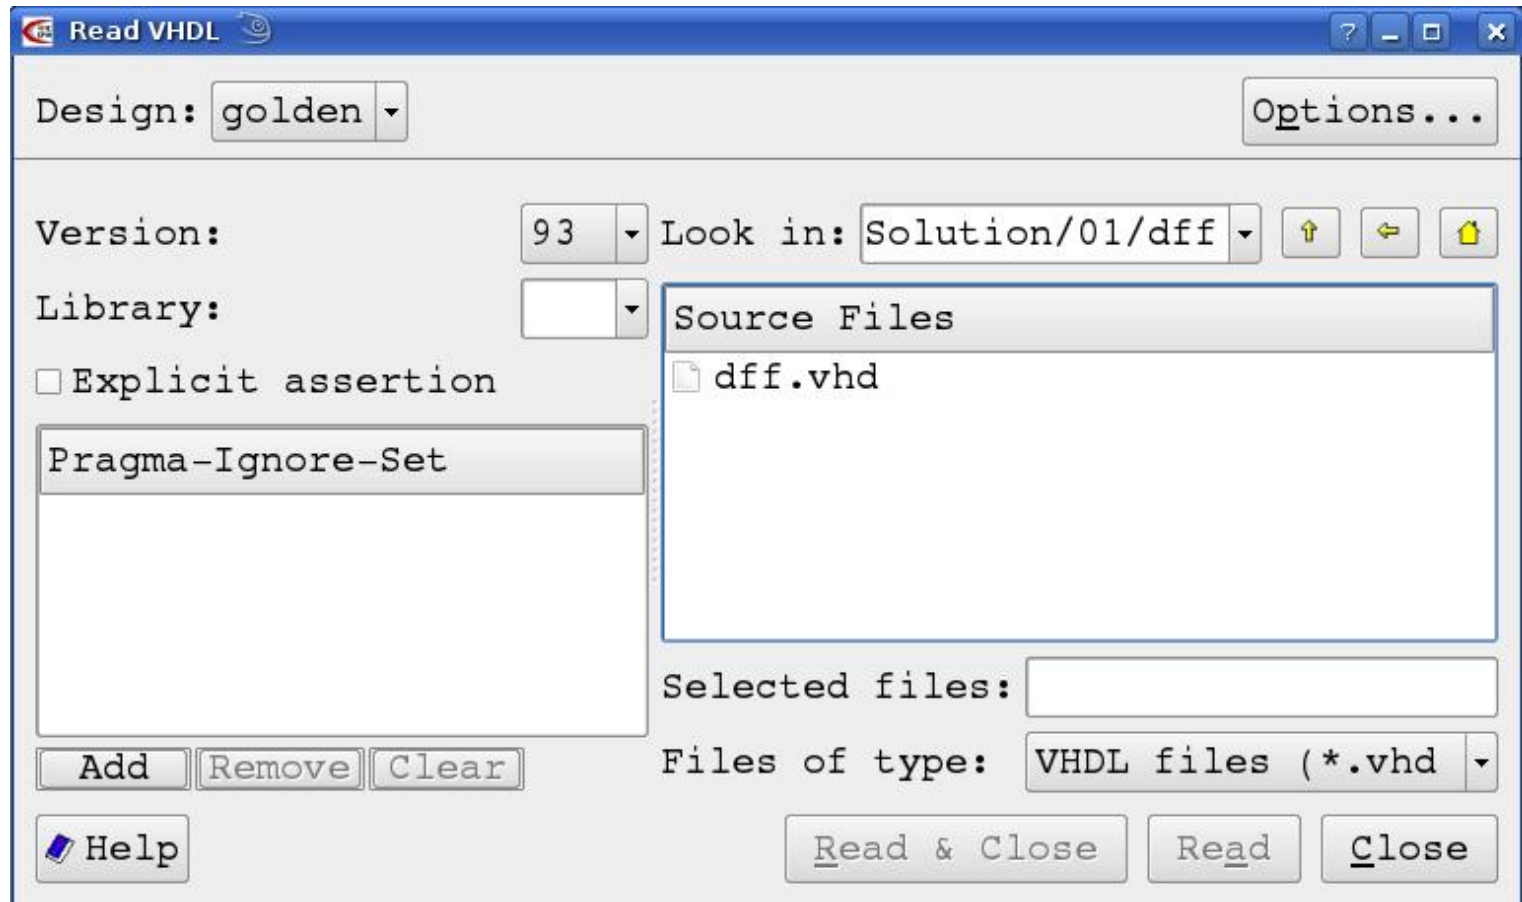 Read VHDL
Design: golden
Options...
Version: 93
Look in: Solution/01/dff
Library:
Source Files
dff.vhd
Explicit assertion
Pragma-Ignore-Set
Selected files:
Add Remove Clear
Files of type: VHDL files (*.vhd
Help
Read & Close Read Close